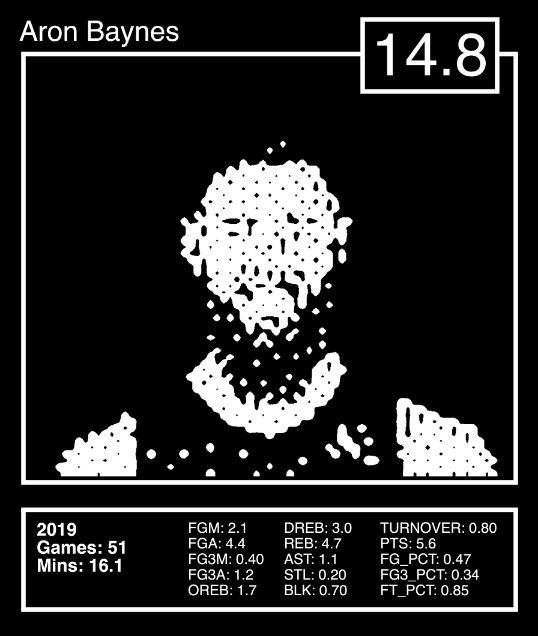 Aron Baynes
14.8
2019
Games: 51
Mins: 16.1
FGM: 2.1
FGA: 4.4
FG3M: 0.40
FG3A: 1.2
OREB: 1.7
DREB: 3.0
REB: 4.7
AST: 1.1
STL: 0.20
BLK: 0.70
TURNOVER: 0.80
PTS: 5.6
FG_PCT: 0.47
FG3_PCT: 0.34
FT_PCT: 0.85